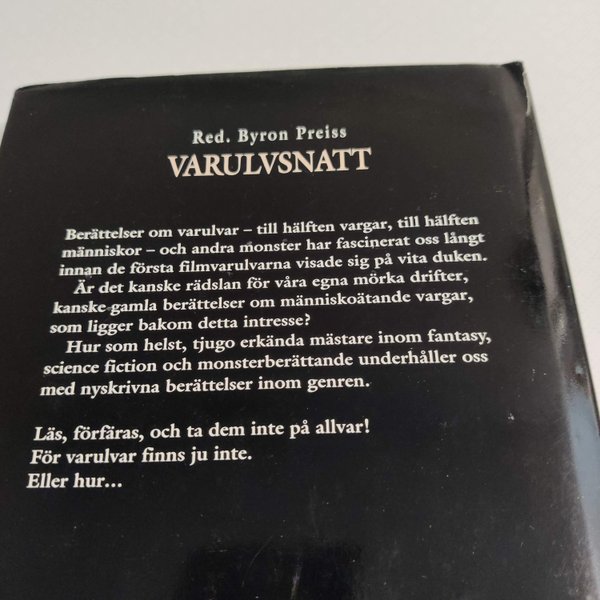 Red. Byron Preiss
VARULVSNATT
Berättelser om varulvar – till hälften vargar, till hälften
människor – och andra monster har fascinerat oss långt
innan de första filmvarulvarna visade sig på vita duken.
Är det kanske rädslan för våra egna mörka drifter,
kanske gamla berättelser om människoätande vargar,
som ligger bakom detta intresse?
Hur som helst, tjugo erkända mästare inom fantasy,
science fiction och monsterberättande underhåller oss
med nyskrivna berättelser inom genren.
Läs, förfäras, och ta dem inte på allvar!
För varulvar finns ju inte.
Eller hur...